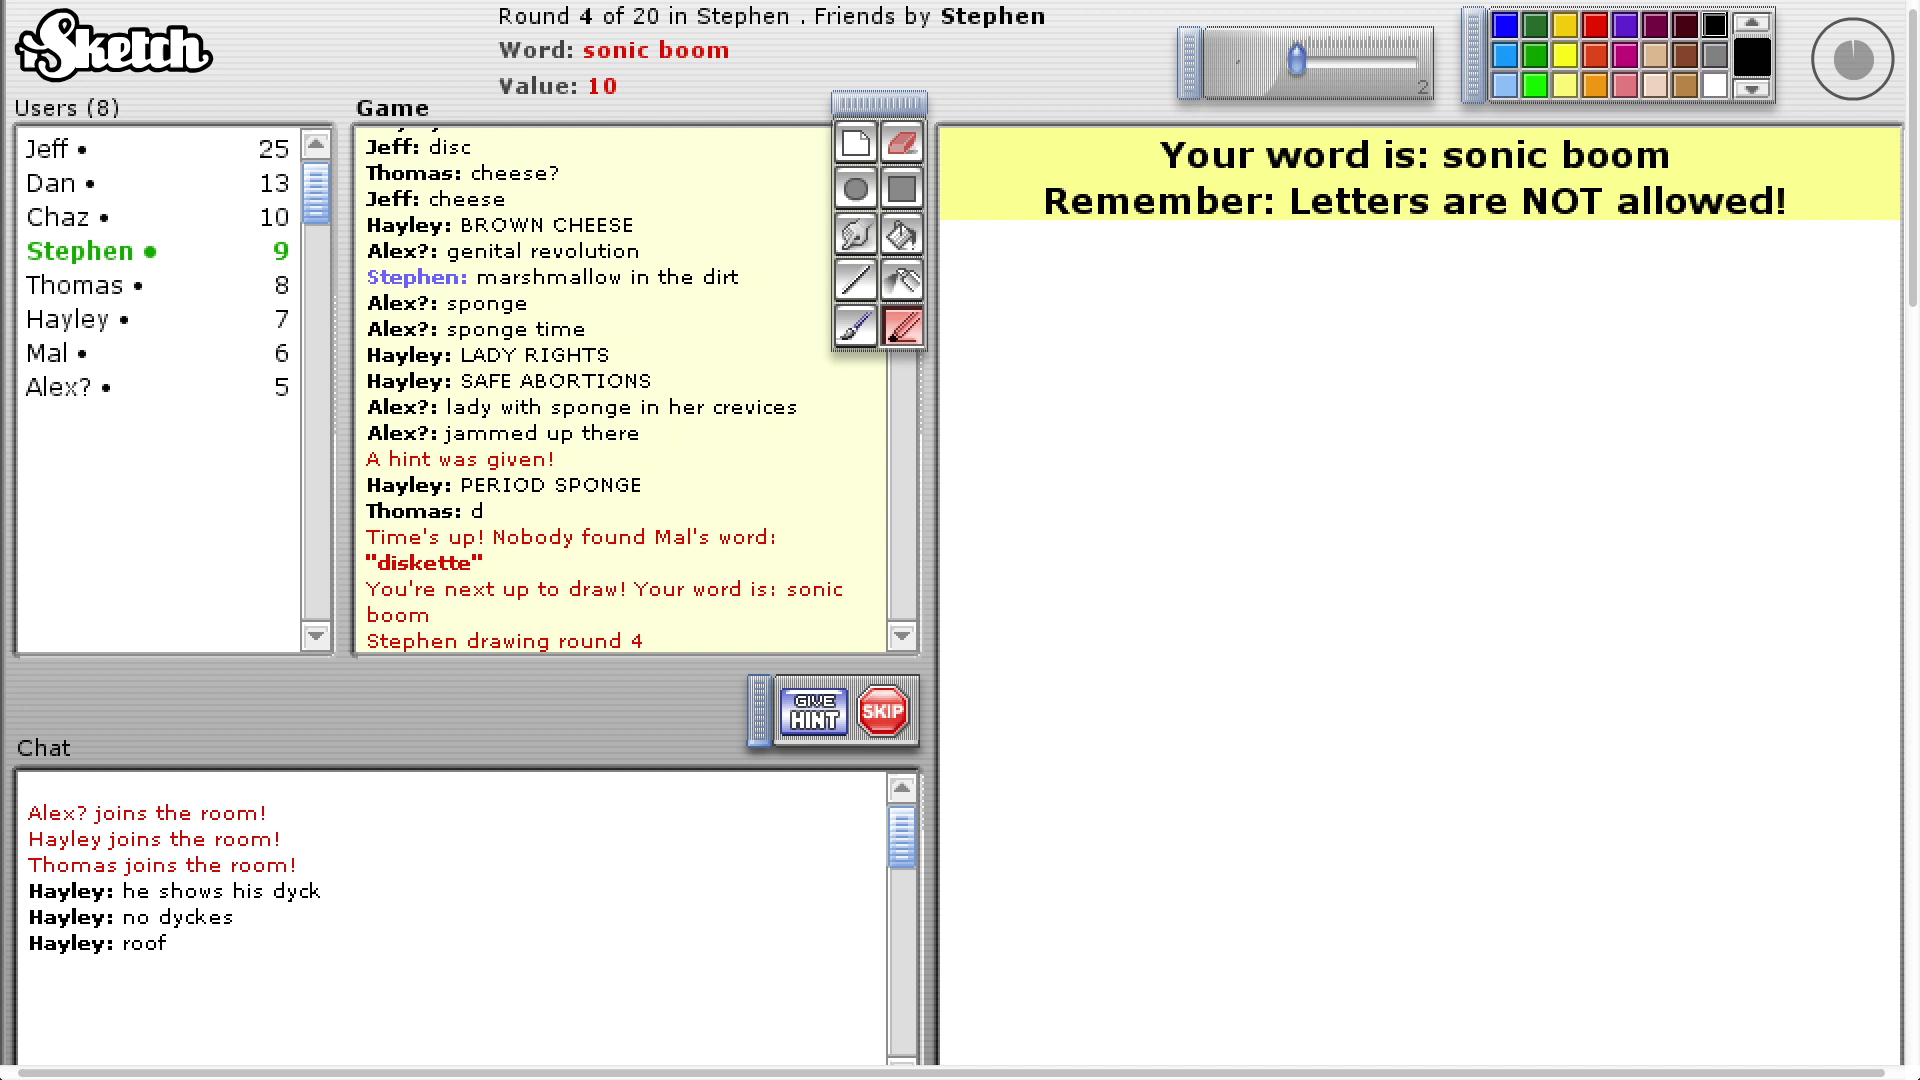 iSketch
Round 4 of 20 in Stephen . Friends by Stephen
Word: sonic boom
Value: 10
2
Users (8)
Jeff • 25
Dan • 13
Chaz • 10
Stephen • 9
Thomas • 8
Hayley • 7
Mal • 6
Alex? • 5
Game
Jeff: disc
Thomas: cheese?
Jeff: cheese
Hayley: BROWN CHEESE
Alex?: genital revolution
Stephen: marshmallow in the dirt
Alex?: sponge
Alex?: sponge time
Hayley: LADY RIGHTS
Hayley: SAFE ABORTIONS
Alex?: lady with sponge in her crevices
Alex?: jammed up there
A hint was given!
Hayley: PERIOD SPONGE
Thomas: d
Time's up! Nobody found Mal's word:
"diskette"
You're next up to draw! Your word is: sonic
boom
Stephen drawing round 4
Your word is: sonic boom
Remember: Letters are NOT allowed!
GIVE
HINT
SKIP
Chat
Alex? joins the room!
Hayley joins the room!
Thomas joins the room!
Hayley: he shows his dyck
Hayley: no dyckes
Hayley: roof